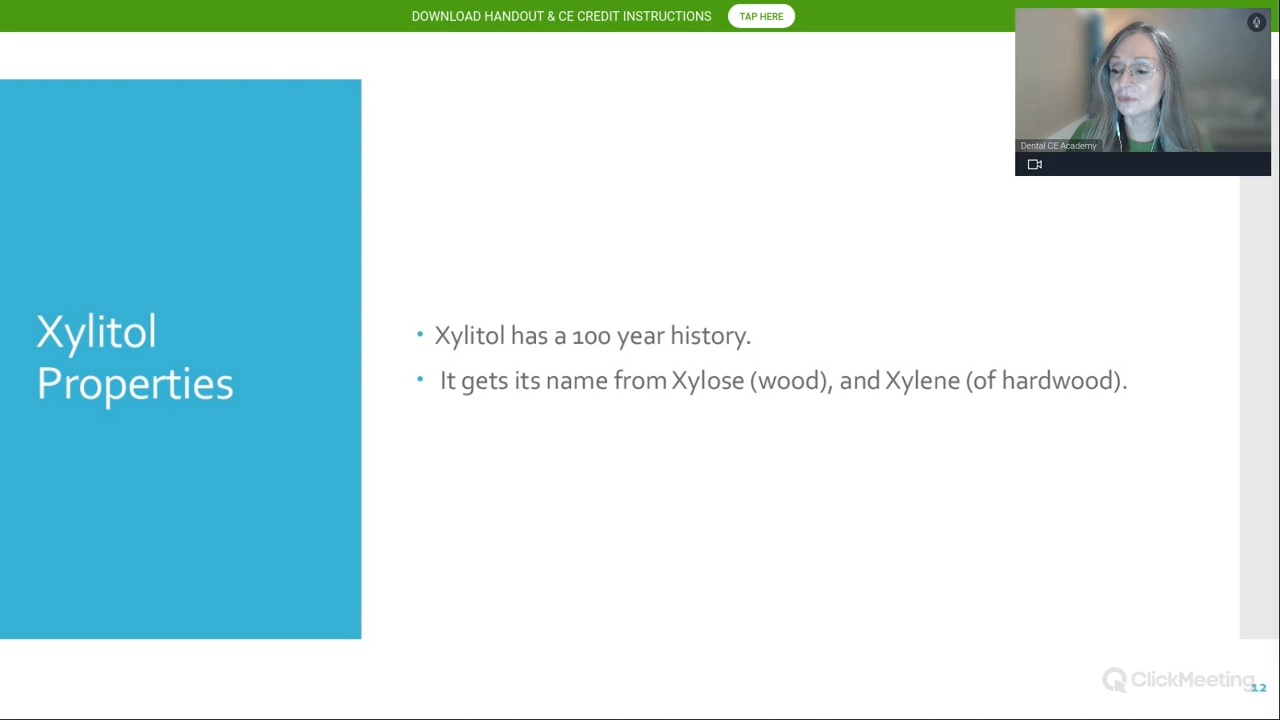 DOWNLOAD HANDOUT & CE CREDIT INSTRUCTIONS TAP HERE
Dental CE Academy
Xylitol
Properties
• Xylitol has a 100 year history.
• It gets its name from Xylose (wood), and Xylene (of hardwood).
ClickMeeting
12